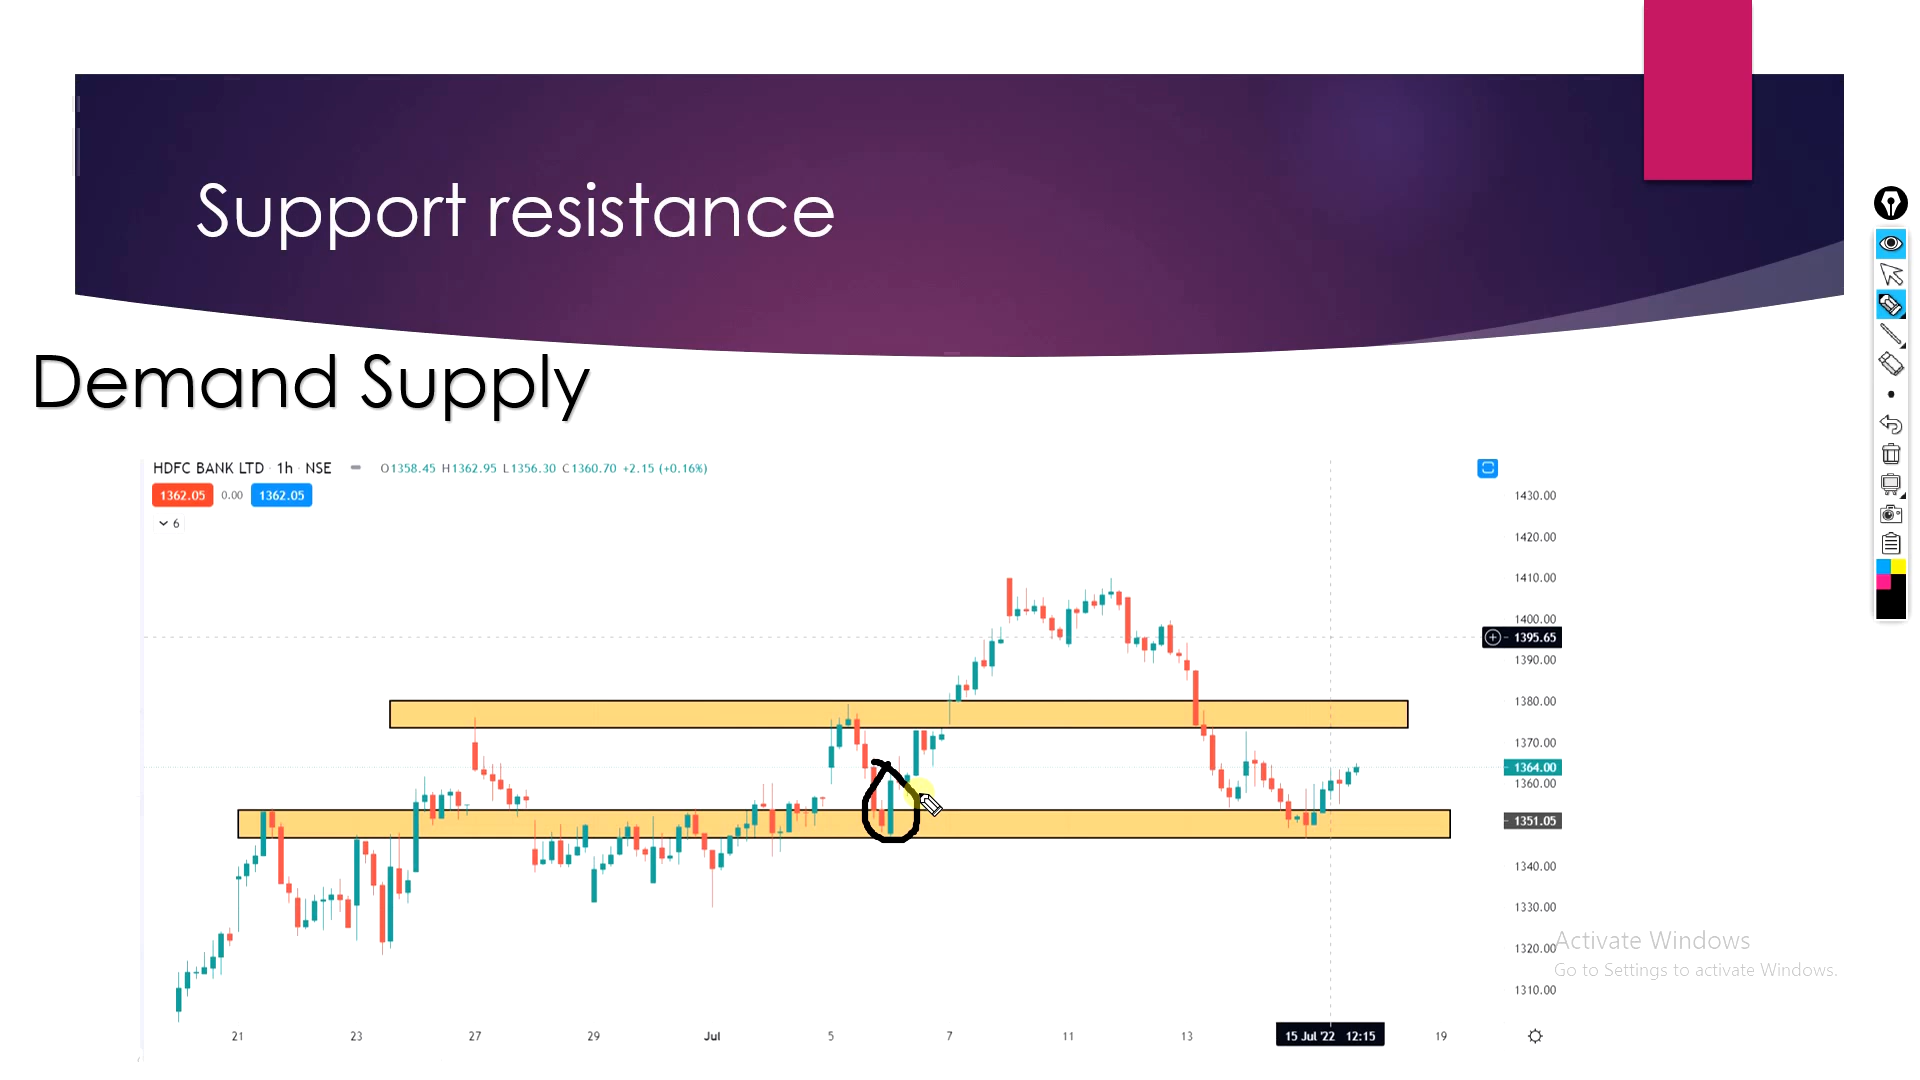 Support resistance
Demand Supply
HDFC BANK LTD · 1h · NSE O1358.45 H1362.95 L1356.30 C1360.70 +2.15 (+0.16%)
1362.05 0.00 1362.05
6
1430.00
1420.00
1410.00
1400.00
1395.65
1390.00
1380.00
1370.00
1364.00
1360.00
1351.05
1340.00
1330.00
1320.00
1310.00
Activate Windows
Go to Settings to activate Windows.
21 23 27 29 Jul 5 7 11 13 15 Jul '22 12:15 19